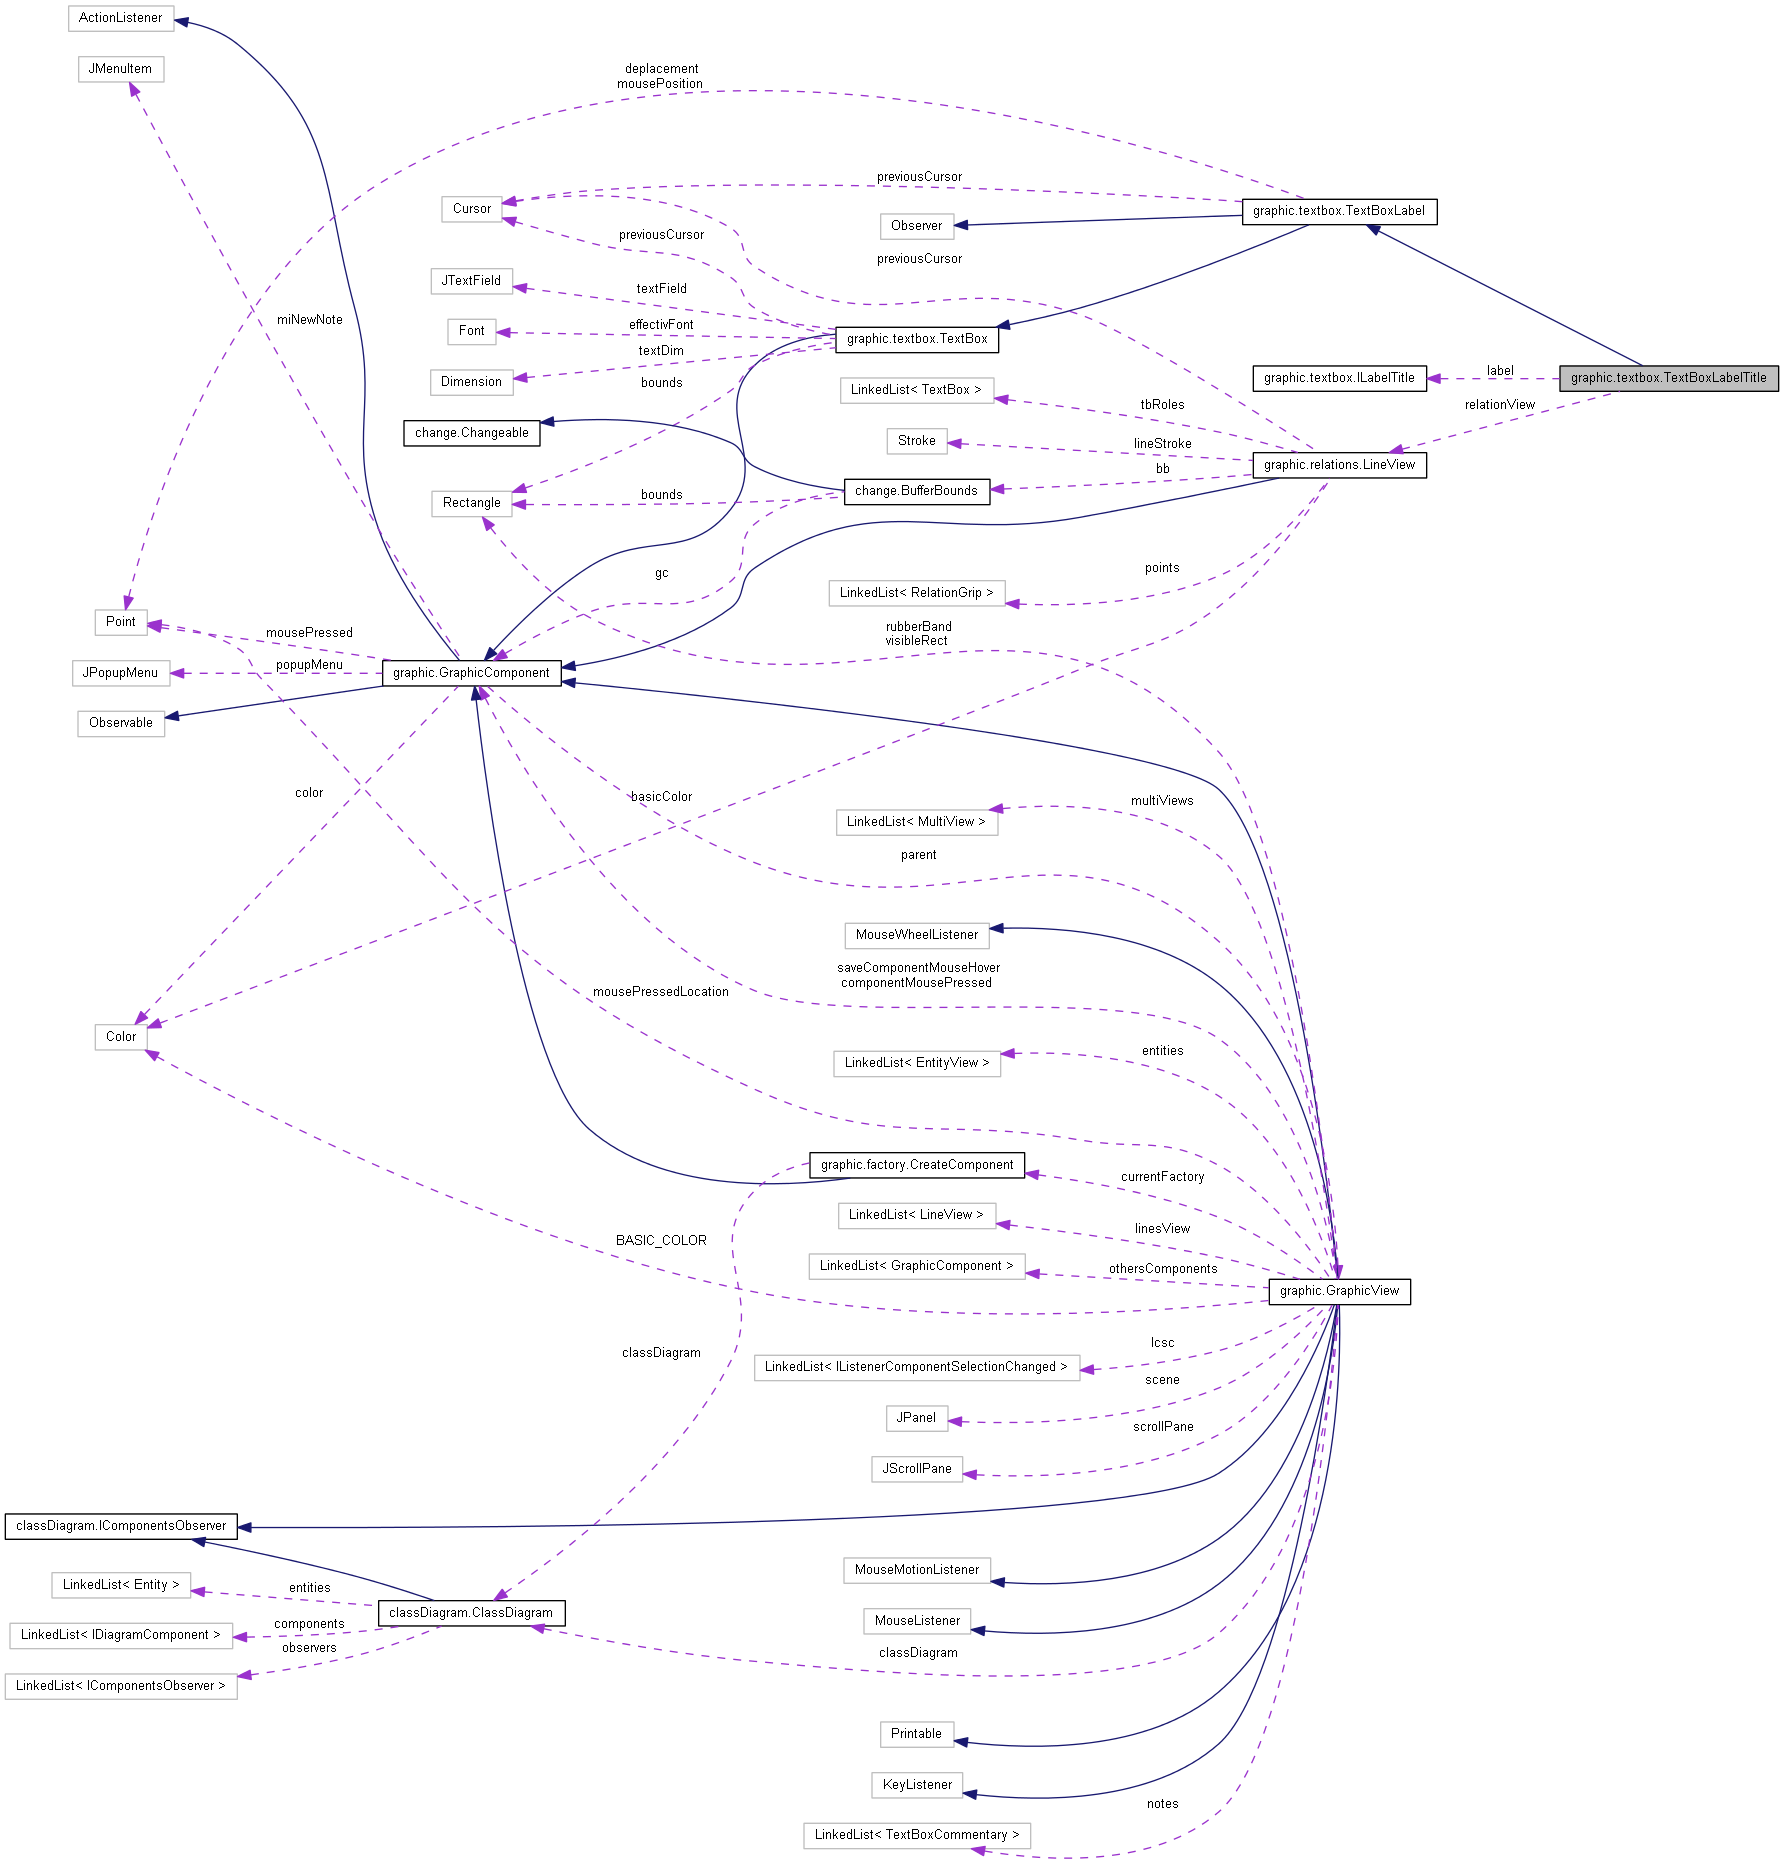 ActionListener
JMenuItem
deplacement
mousePosition
previousCursor
Cursor
graphic.textbox.TextBoxLabel
Observer
previousCursor
previousCursor
JTextField
textField
miNewNote
Font
effectivFont
graphic.textbox.TextBox
textDim
Dimension
bounds
LinkedList< TextBox >
graphic.textbox.ILabelTitle
label
graphic.textbox.TextBoxLabelTitle
tbRoles
relationView
change.Changeable
Stroke
lineStroke
graphic.relations.LineView
bb
Rectangle
bounds
change.BufferBounds
gc
points
LinkedList< RelationGrip >
Point
mousePressed
rubberBand
visibleRect
JPopupMenu
popupMenu
graphic.GraphicComponent
Observable
color
basicColor
multiViews
LinkedList< MultiView >
parent
MouseWheelListener
saveComponentMouseHover
componentMousePressed
mousePressedLocation
Color
entities
LinkedList< EntityView >
graphic.factory.CreateComponent
currentFactory
LinkedList< LineView >
linesView
BASIC_COLOR
LinkedList< GraphicComponent >
othersComponents
graphic.GraphicView
classDiagram
lcsc
LinkedList< IListenerComponentSelectionChanged >
scene
JPanel
scrollPane
JScrollPane
classDiagram.IComponentsObserver
MouseMotionListener
LinkedList< Entity >
entities
classDiagram.ClassDiagram
MouseListener
components
LinkedList< IDiagramComponent >
observers
classDiagram
LinkedList< IComponentsObserver >
Printable
KeyListener
notes
LinkedList< TextBoxCommentary >